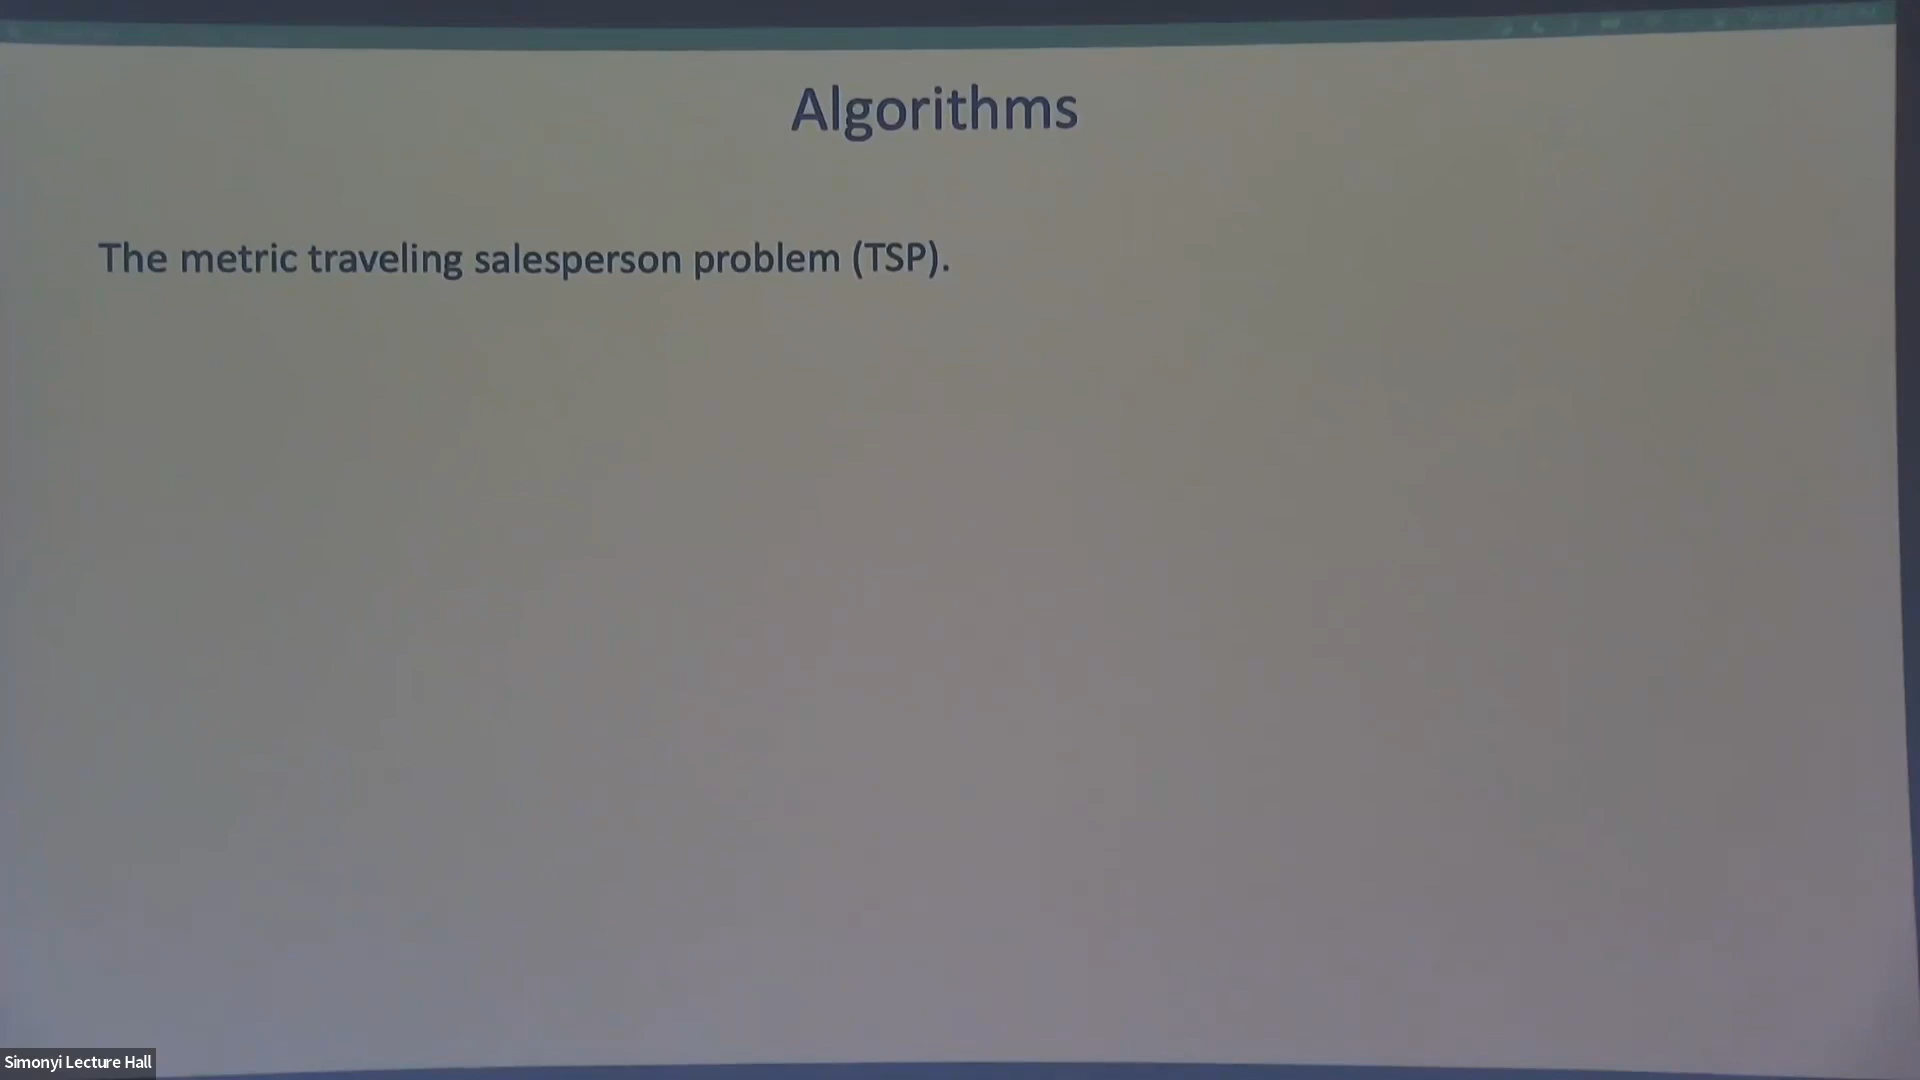 Algorithms
The metric traveling salesperson problem (TSP).
Simonyi Lecture Hall